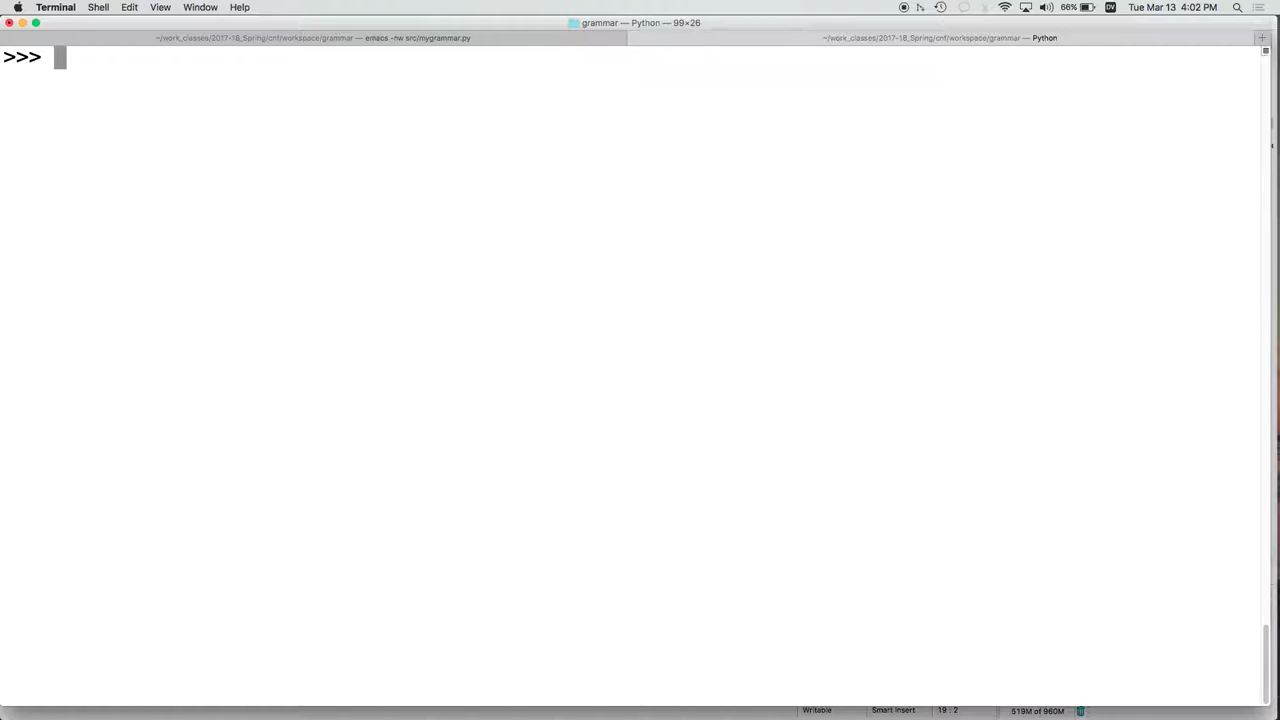 Terminal Shell Edit View Window Help 66% DV Tue Mar 13 4:02 PM
grammar — Python — 99×26
~/work_classes/2017-18_Spring/cnf/workspace/grammar — emacs -nw src/mygrammar.py ~/work_classes/2017-18_Spring/cnf/workspace/grammar — Python +
>>>
Writable Smart Insert 19 : 2 519M of 960M